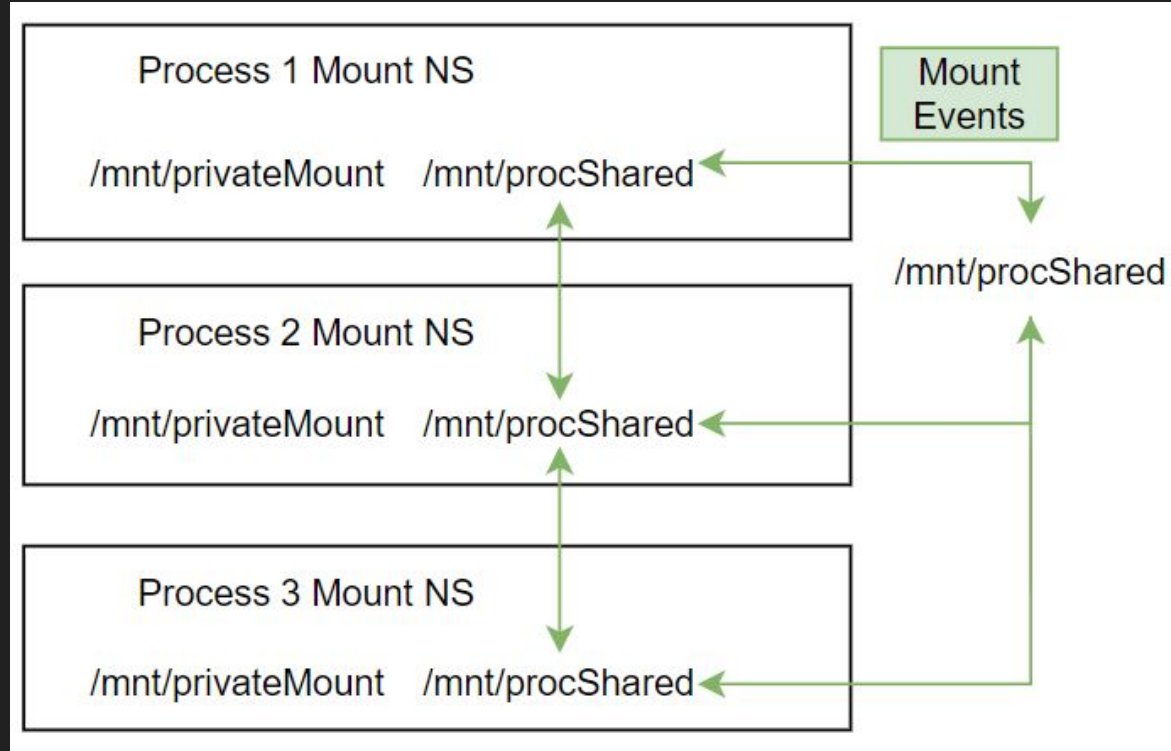 Process 1 Mount NS
Mount
Events
/mnt/privateMount /mnt/procShared
/mnt/procShared
Process 2 Mount NS
/mnt/privateMount /mnt/procShared
Process 3 Mount NS
/mnt/privateMount /mnt/procShared